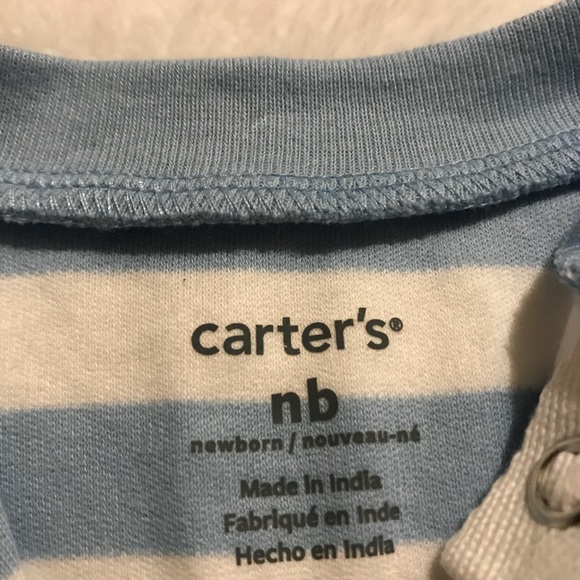 carter's®
nb
newborn / nouveau-né
Made in India
Fabriqué en Inde
Hecho en India